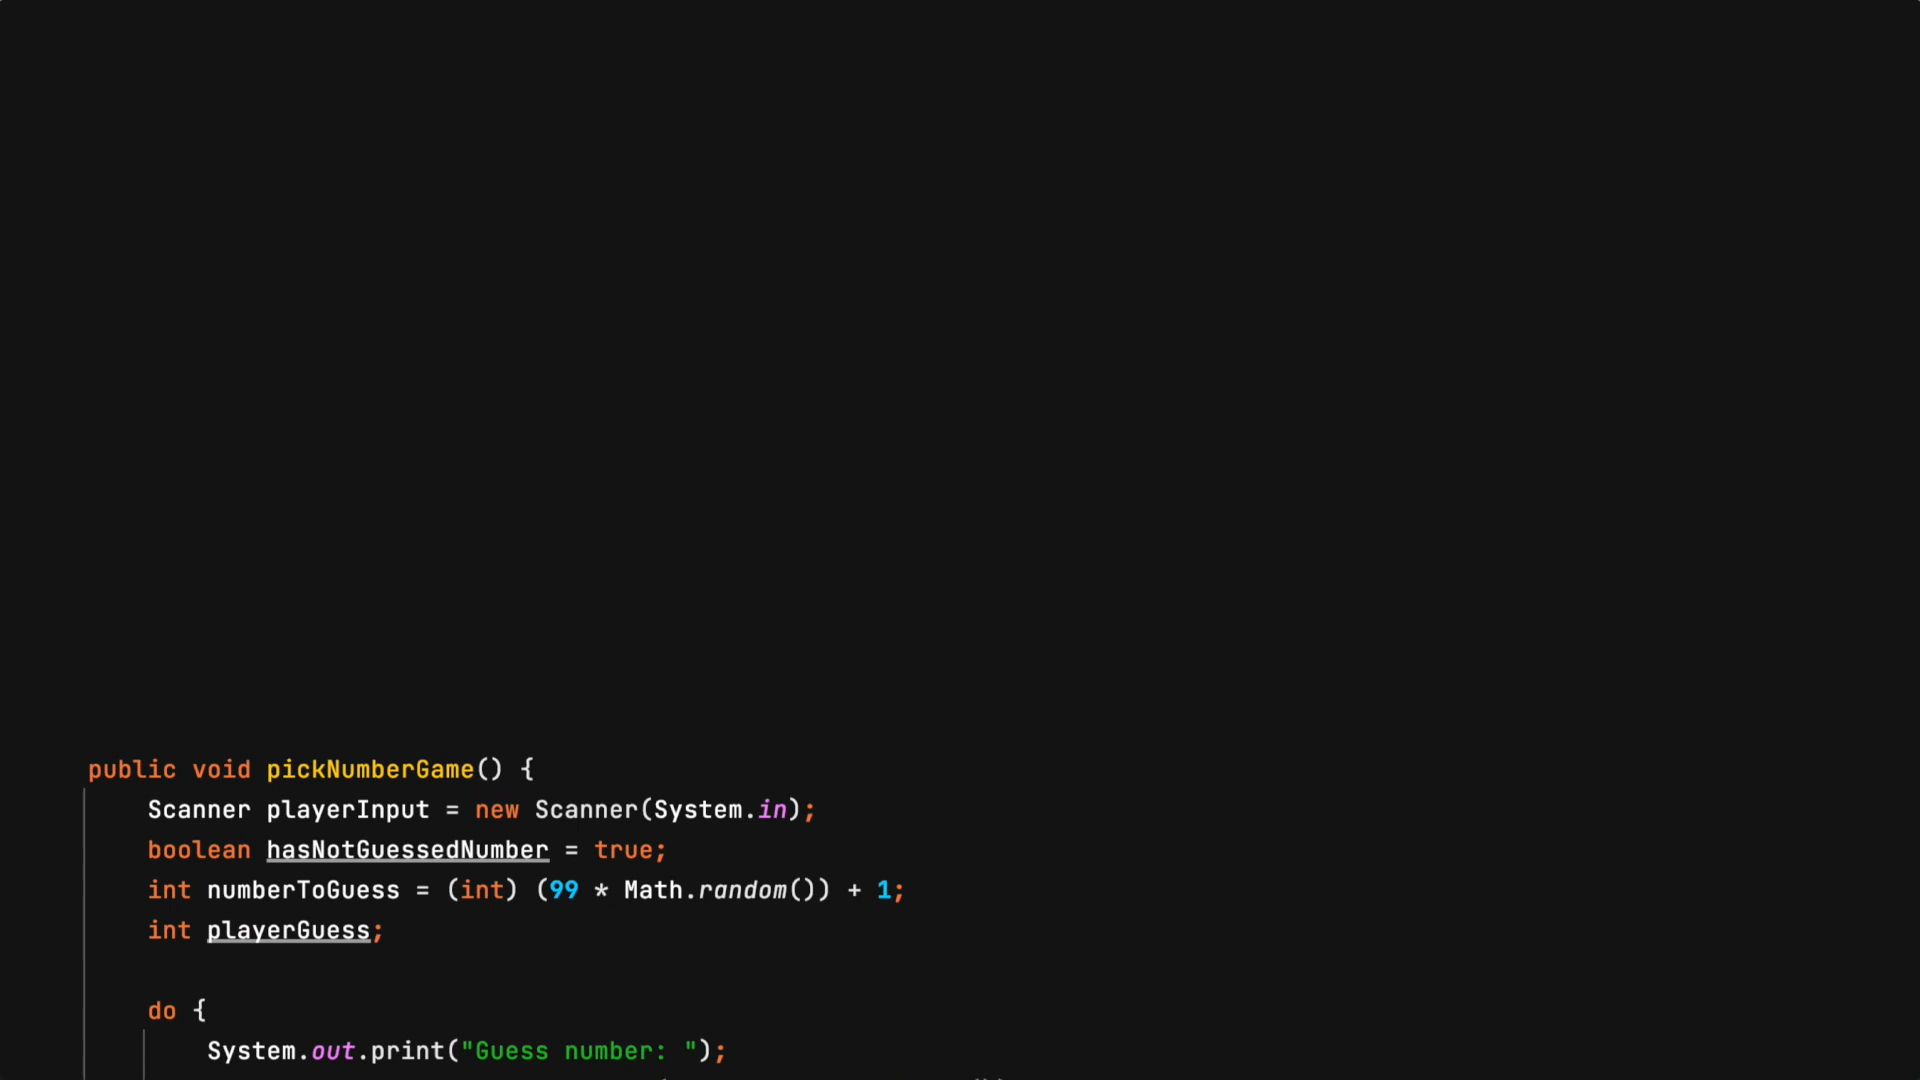 public void pickNumberGame() {
Scanner playerInput = new Scanner(System.in);
boolean hasNotGuessedNumber = true;
int numberToGuess = (int) (99 * Math.random()) + 1;
int playerGuess;
do {
System.out.print("Guess number: ");